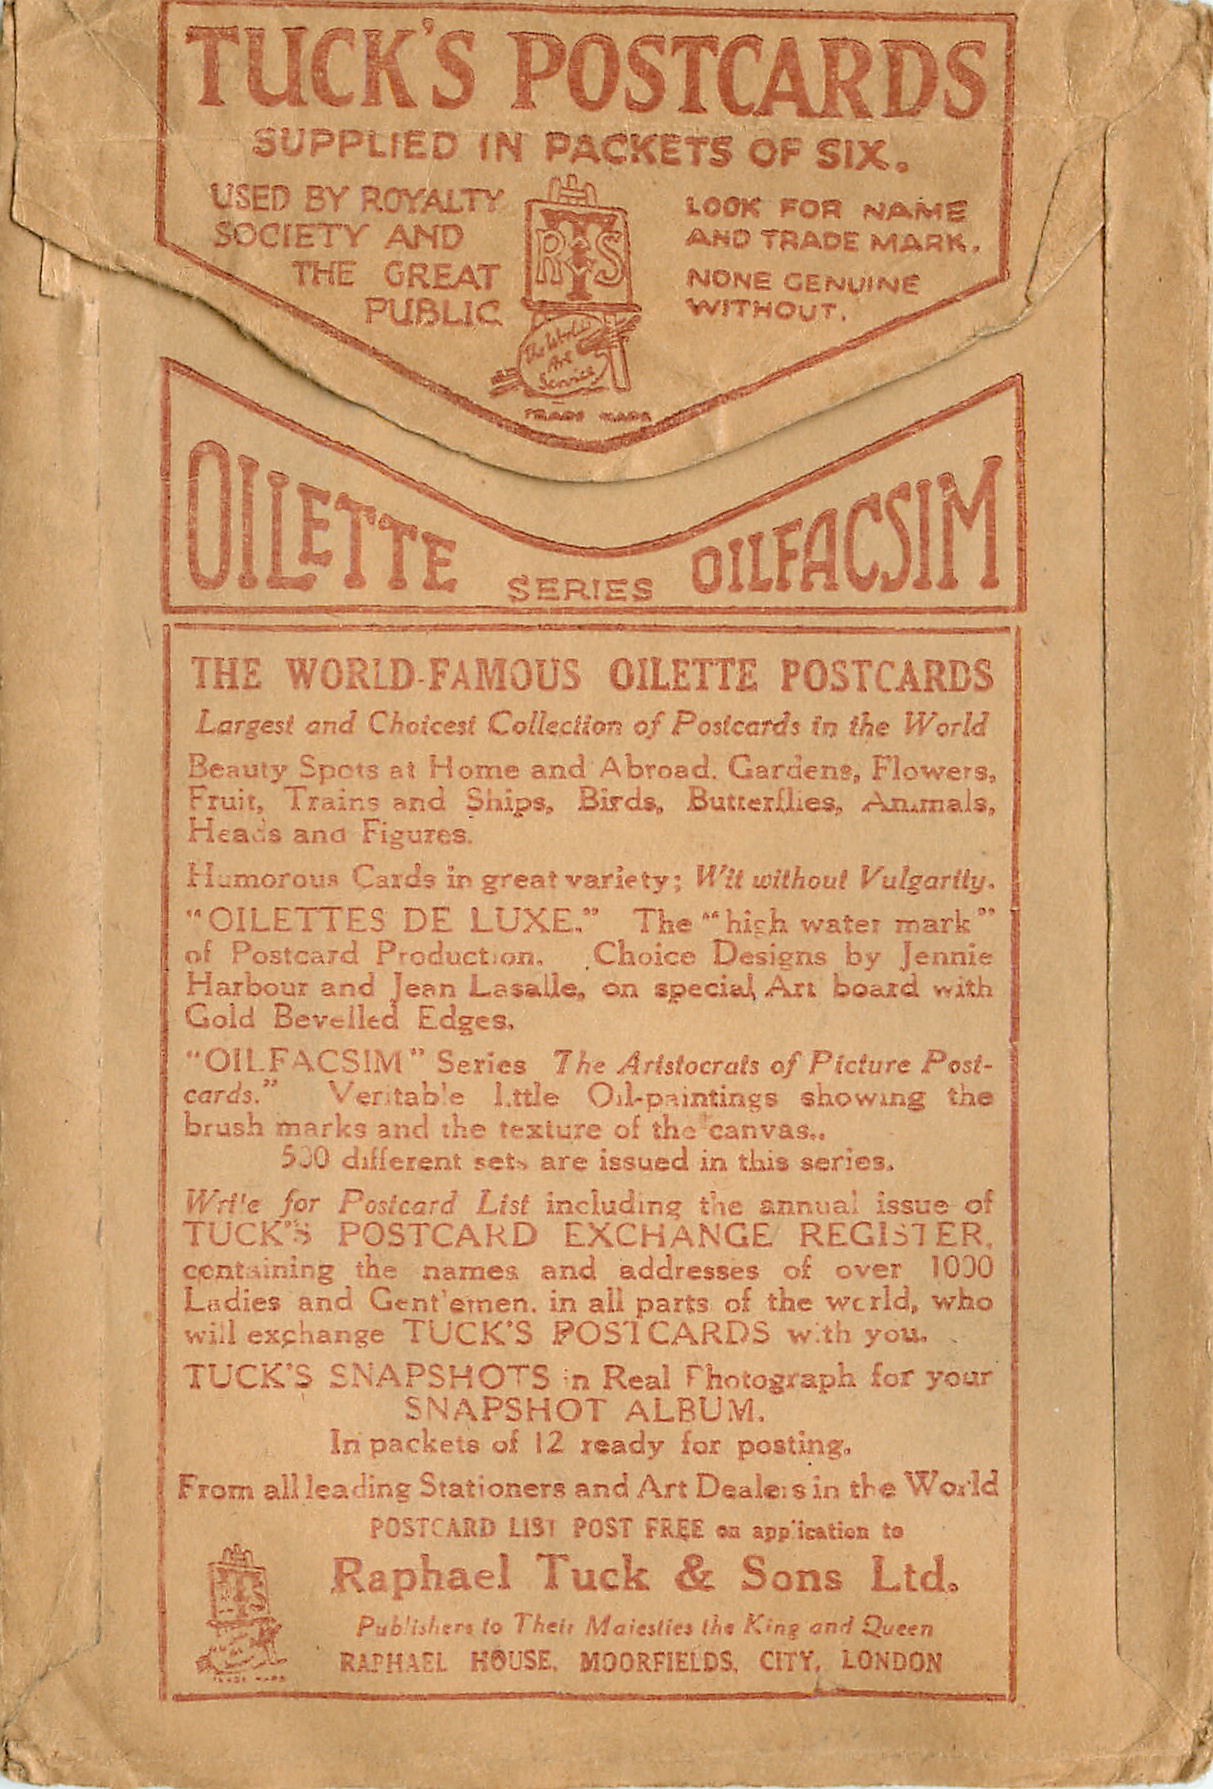 TUCK'S POSTCARDS
SUPPLIED IN PACKETS OF SIX.
USED BY ROYALTY
SOCIETY AND
THE GREAT
PUBLIC
RTS
The World's
Art
Service
TRADE MARK
LOOK FOR NAME
AND TRADE MARK.
NONE GENUINE
WITHOUT.
OILETTE SERIES OILFACSIM
THE WORLD-FAMOUS OILETTE POSTCARDS
Largest and Choicest Collection of Postcards in the World
Beauty Spots at Home and Abroad. Gardens, Flowers,
Fruit, Trains and Ships, Birds, Butterflies, Animals,
Heads and Figures.
Humorous Cards in great variety; Wit without Vulgarity.
"OILETTES DE LUXE." The "high water mark"
of Postcard Production. Choice Designs by Jennie
Harbour and Jean Lasalle, on special Art board with
Gold Bevelled Edges.
"OILFACSIM" Series The Aristocrats of Picture Post-
cards." Veritable little Oil-paintings showing the
brush marks and the texture of the canvas..
500 different sets are issued in this series.
Write for Postcard List including the annual issue of
TUCK'S POSTCARD EXCHANGE REGISTER,
containing the names and addresses of over 1000
Ladies and Gentlemen. in all parts of the world, who
will exchange TUCK'S POSTCARDS with you.
TUCK'S SNAPSHOTS in Real Photograph for your
SNAPSHOT ALBUM.
In packets of 12 ready for posting.
From all leading Stationers and Art Dealers in the World
POSTCARD LIST POST FREE on application to
Raphael Tuck & Sons Ltd.
Publishers to Their Majesties the King and Queen
RAPHAEL HOUSE, MOORFIELDS, CITY, LONDON
TRADE MARK